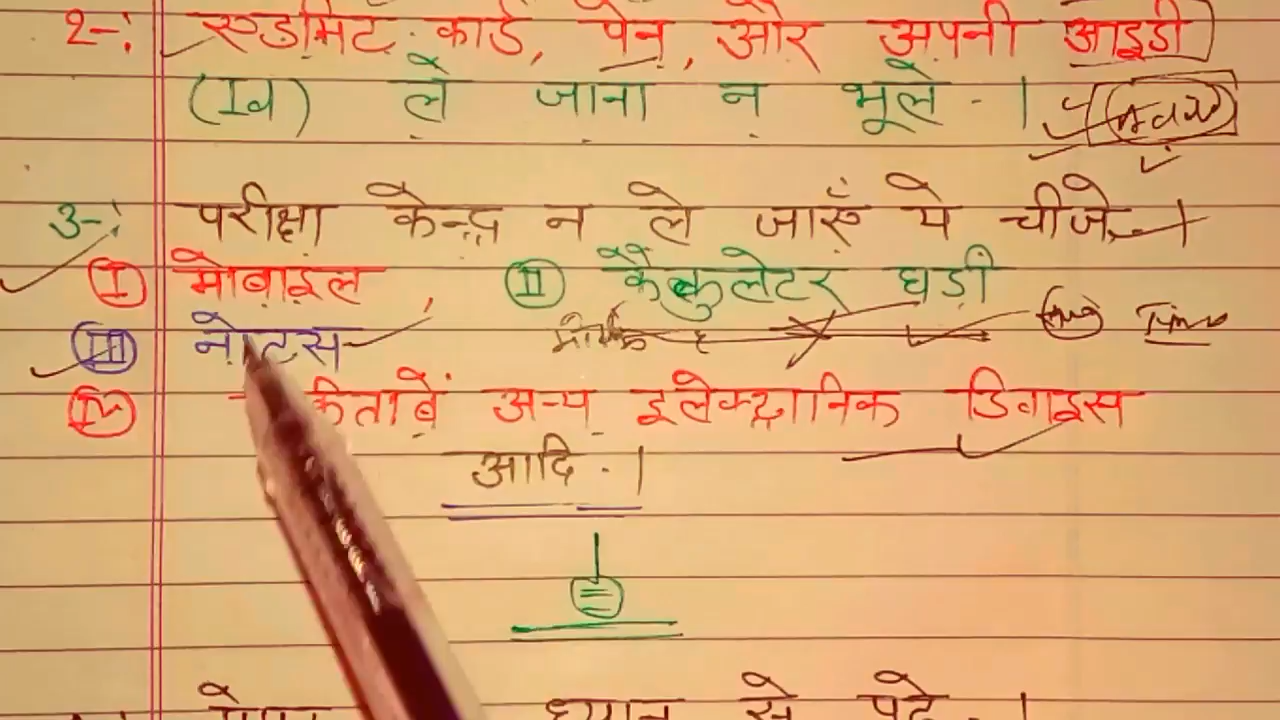 2-: एडमिट कार्ड, पेन, और अपनी आइडी
(ID) ले जाना न भूले - |
3-: परीक्षा केन्द्र न ले जाएँ ये चीजे -।
(I) मोबाइल , (II) कैकुलेटर घड़ी
(III) नोटस
(IV) किताबें अन्य इलेक्ट्रानिक डिवाइस
आदि - |
ध्यान से पढे - |